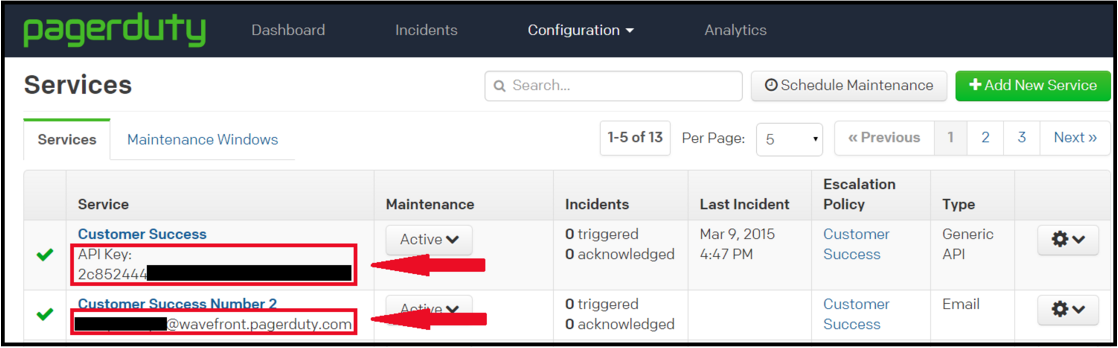 pagerduty Dashboard Incidents Configuration Analytics
Services Search... Schedule Maintenance + Add New Service
Services Maintenance Windows 1-5 of 13 Per Page: 5 « Previous 1 2 3 Next »
Service Maintenance Incidents Last Incident Escalation Policy Type
Customer Success Active 0 triggered Mar 9, 2015 Customer Generic
API Key: 0 acknowledged 4:47 PM Success API
2c852444
Customer Success Number 2 Active 0 triggered Customer Email
@wavefront.pagerduty.com 0 acknowledged Success